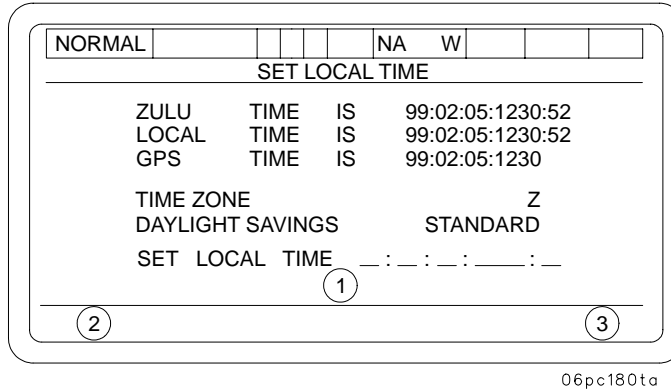 NORMAL NA W
SET LOCAL TIME
ZULU TIME IS 99:02:05:1230:52
LOCAL TIME IS 99:02:05:1230:52
GPS TIME IS 99:02:05:1230
TIME ZONE Z
DAYLIGHT SAVINGS STANDARD
SET LOCAL TIME __:__:__:____:__
1
2 3
06pc180ta